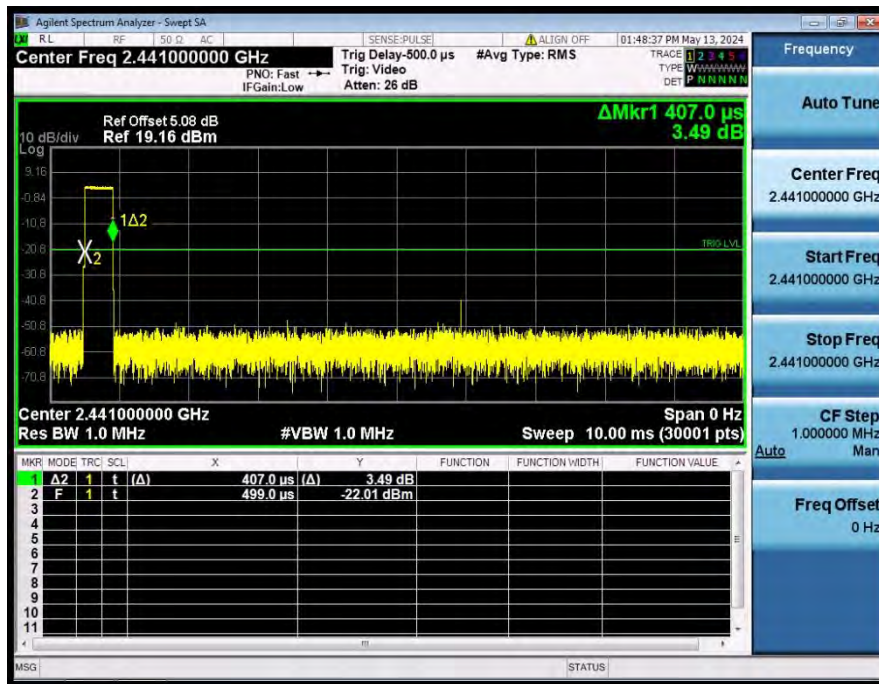 Agilent Spectrum Analyzer - Swept SA
RL RF 50 Ω AC SENSE:PULSE ALIGN OFF 01:48:37 PM May 13, 2024
Center Freq 2.441000000 GHz
PNO: Fast
IFGain:Low
Trig Delay-500.0 µs
Trig: Video
Atten: 26 dB
#Avg Type: RMS
TRACE 1 2 3 4 5 6
TYPE WWWWWWW
DET P N N N N N
Ref Offset 5.08 dB
10 dB/div Ref 19.16 dBm
Log
ΔMkr1 407.0 µs
3.49 dB
9.16
-0.84
-10.8
-20.8
-30.8
-40.8
-50.8
-60.8
-70.8
1Δ2
2
TRIG LVL
Center 2.441000000 GHz Span 0 Hz
Res BW 1.0 MHz #VBW 1.0 MHz Sweep 10.00 ms (30001 pts)
MKR MODE TRC SCL X Y FUNCTION FUNCTION WIDTH FUNCTION VALUE
1 Δ2 1 t (Δ) 407.0 µs (Δ) 3.49 dB
2 F 1 t 499.0 µs -22.01 dBm
3
4
5
6
7
8
9
10
11
MSG STATUS
Frequency
Auto Tune
Center Freq
2.441000000 GHz
Start Freq
2.441000000 GHz
Stop Freq
2.441000000 GHz
CF Step
1.000000 MHz
Auto Man
Freq Offset
0 Hz